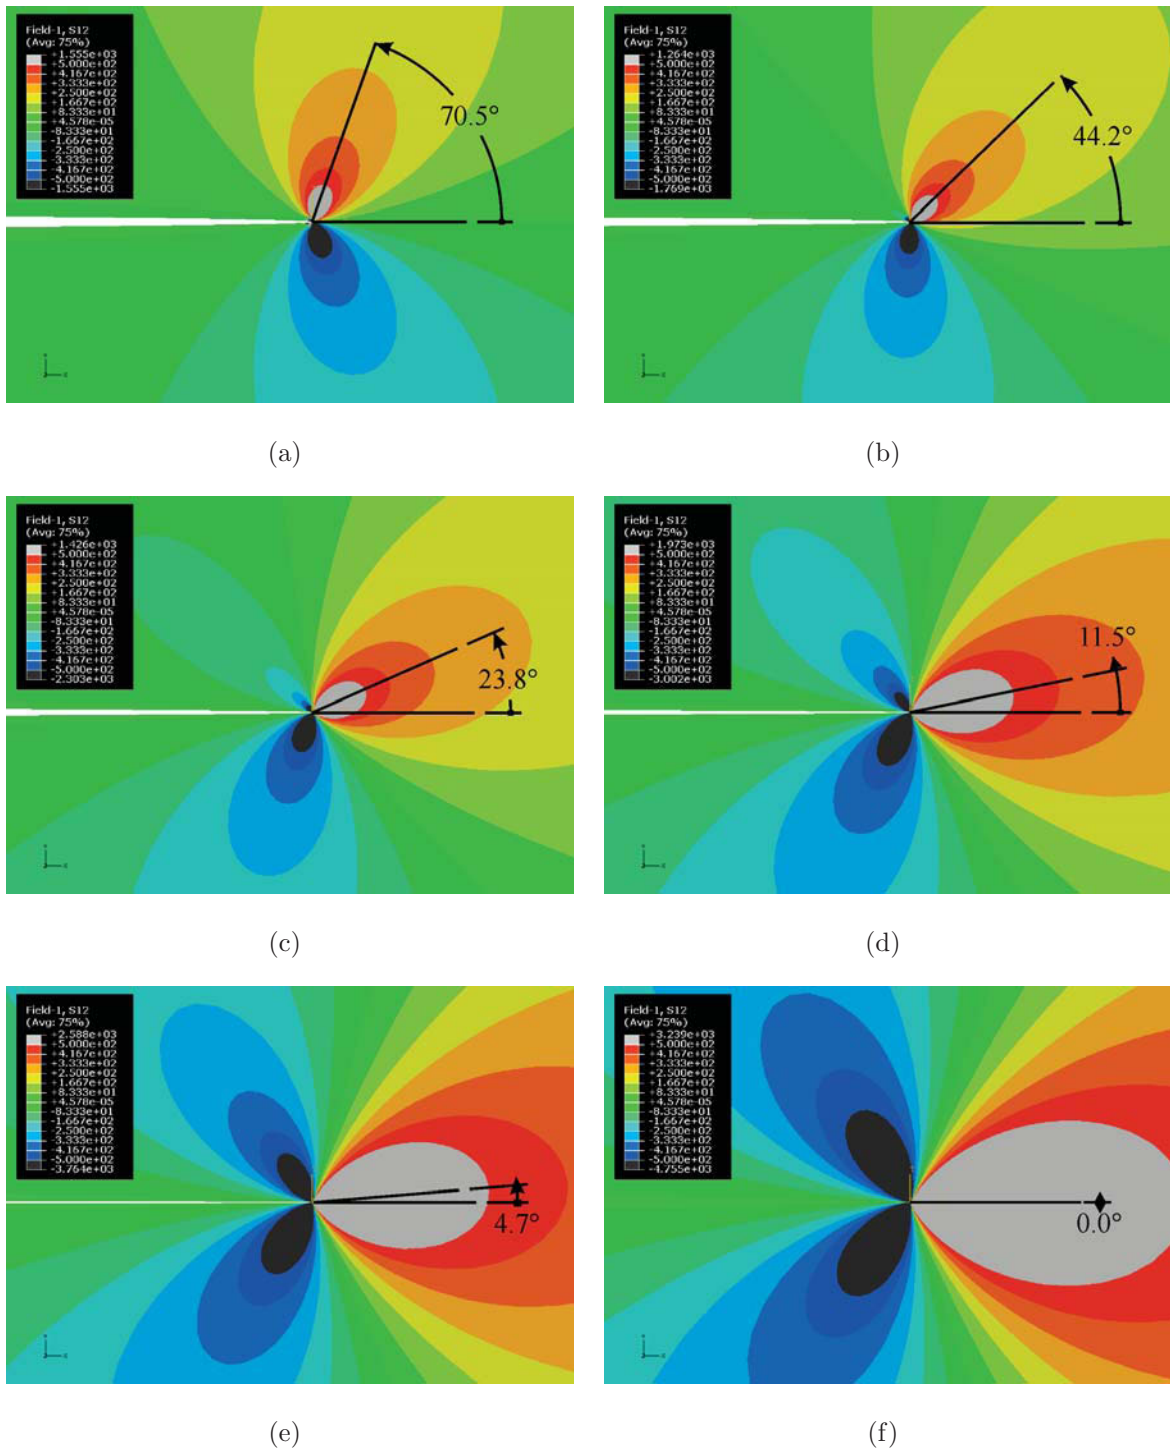 Field-1, S12
(Avg: 75%)
+1.555e+03
+5.000e+02
+4.167e+02
+3.333e+02
+2.500e+02
+1.667e+02
+8.333e+01
+4.578e-05
-8.333e+01
-1.667e+02
-2.500e+02
-3.333e+02
-4.167e+02
-5.000e+02
-1.555e+03
70.5°
(a)
Field-1, S12
(Avg: 75%)
+1.264e+03
+5.000e+02
+4.167e+02
+3.333e+02
+2.500e+02
+1.667e+02
+8.333e+01
+4.578e-05
-8.333e+01
-1.667e+02
-2.500e+02
-3.333e+02
-4.167e+02
-5.000e+02
-1.769e+03
44.2°
(b)
Field-1, S12
(Avg: 75%)
+1.426e+03
+5.000e+02
+4.167e+02
+3.333e+02
+2.500e+02
+1.667e+02
+8.333e+01
+4.578e-05
-8.333e+01
-1.667e+02
-2.500e+02
-3.333e+02
-4.167e+02
-5.000e+02
-2.303e+03
23.8°
(c)
Field-1, S12
(Avg: 75%)
+1.973e+03
+5.000e+02
+4.167e+02
+3.333e+02
+2.500e+02
+1.667e+02
+8.333e+01
+4.578e-05
-8.333e+01
-1.667e+02
-2.500e+02
-3.333e+02
-4.167e+02
-5.000e+02
-3.002e+03
11.5°
(d)
Field-1, S12
(Avg: 75%)
+2.588e+03
+5.000e+02
+4.167e+02
+3.333e+02
+2.500e+02
+1.667e+02
+8.333e+01
+4.578e-05
-8.333e+01
-1.667e+02
-2.500e+02
-3.333e+02
-4.167e+02
-5.000e+02
-3.764e+03
4.7°
(e)
Field-1, S12
(Avg: 75%)
+3.239e+03
+5.000e+02
+4.167e+02
+3.333e+02
+2.500e+02
+1.667e+02
+8.333e+01
+4.578e-05
-8.333e+01
-1.667e+02
-2.500e+02
-3.333e+02
-4.167e+02
-5.000e+02
-4.755e+03
0.0°
(f)